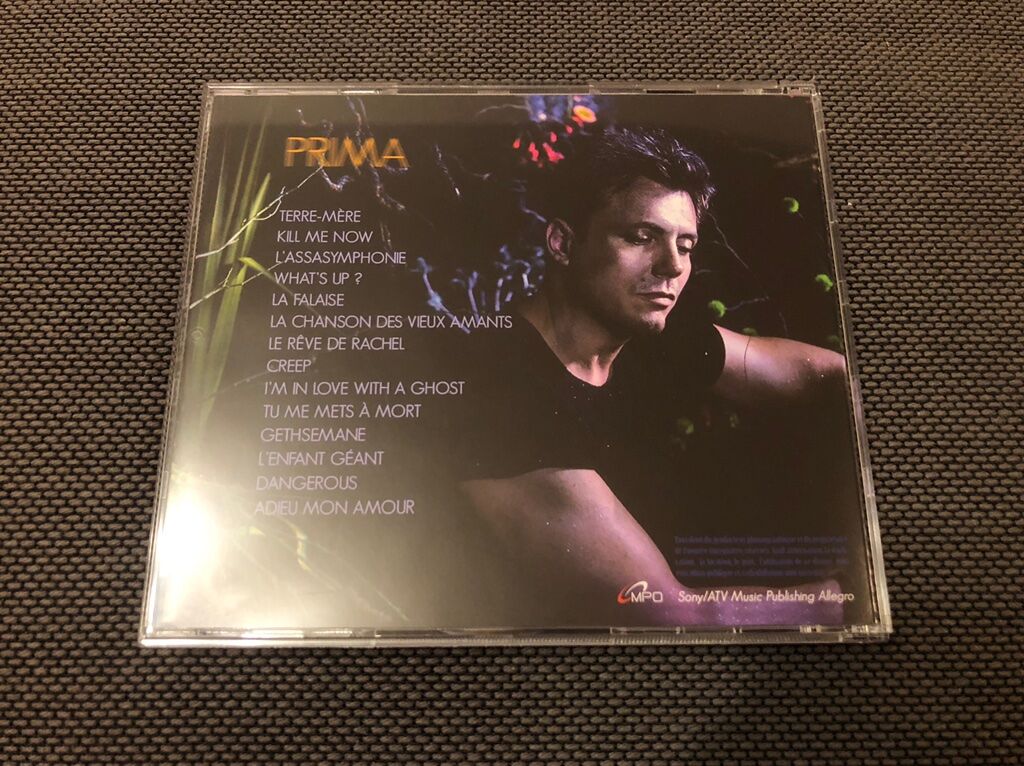 PRIMA
TERRE-MÈRE
KILL ME NOW
L'ASSASYMPHONIE
WHAT'S UP ?
LA FALAISE
LA CHANSON DES VIEUX AMANTS
LE RÊVE DE RACHEL
CREEP
I'M IN LOVE WITH A GHOST
TU ME METS À MORT
GETHSEMANE
L'ENFANT GÉANT
DANGEROUS
ADIEU MON AMOUR
MPO Sony/ATV Music Publishing Allegro